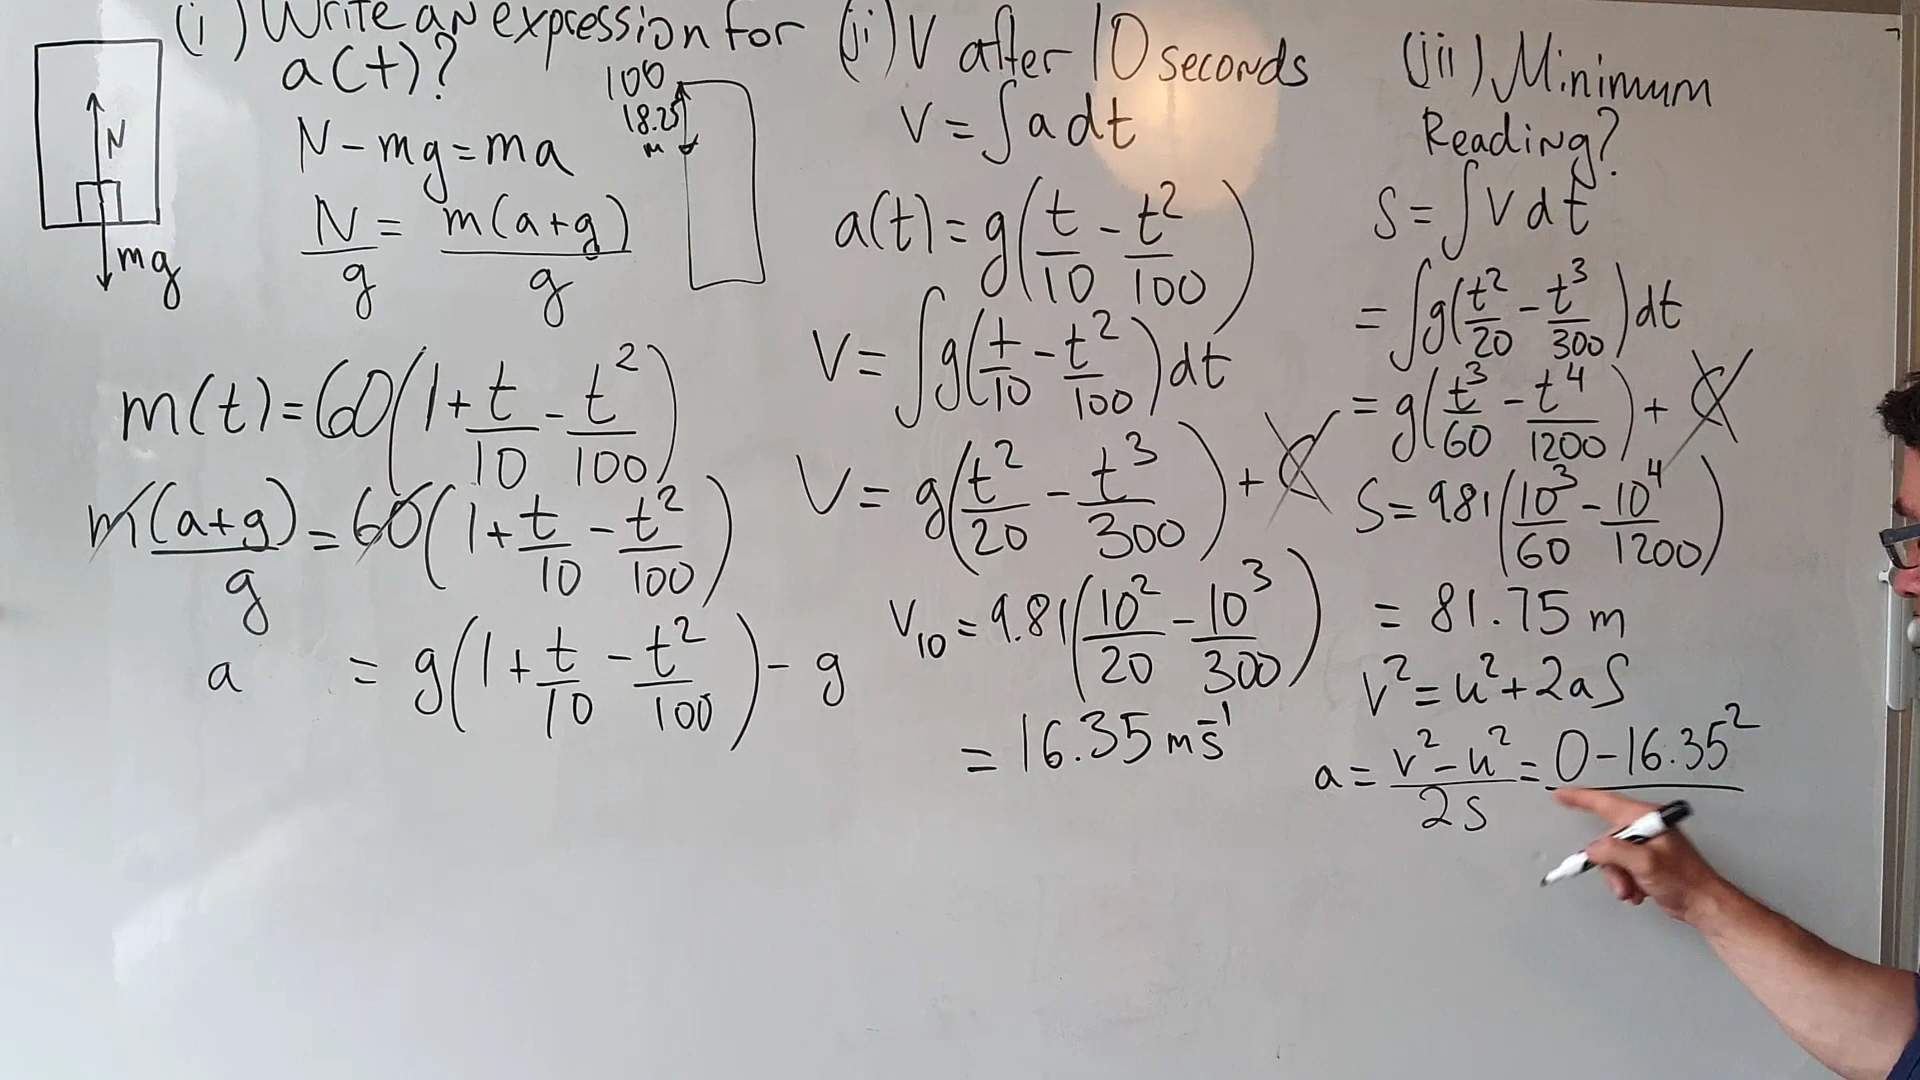 (i) Write an expression for
a(t)?
N
mg
N-mg=ma
N/g = m(a+g)/g
100
18.25
m
m(t)=60(1+t/10-t²/100)
m(a+g)/g=60(1+t/10-t²/100)
a = g(1+t/10-t²/100)-g
(ii) V after 10 seconds
V=∫a dt
a(t)=g(t/10-t²/100)
V=∫g(t/10-t²/100)dt
V=g(t²/20-t³/300)+C
V₁₀=9.81(10²/20-10³/300)
=16.35 ms⁻¹
(iii) Minimum
Reading?
S=∫V dt
=∫g(t²/20-t³/300)dt
=g(t³/60-t⁴/1200)+C
S=9.81(10³/60-10⁴/1200)
= 81.75 m
V²=u²+2aS
a=v²-u²/2S=0-16.35²